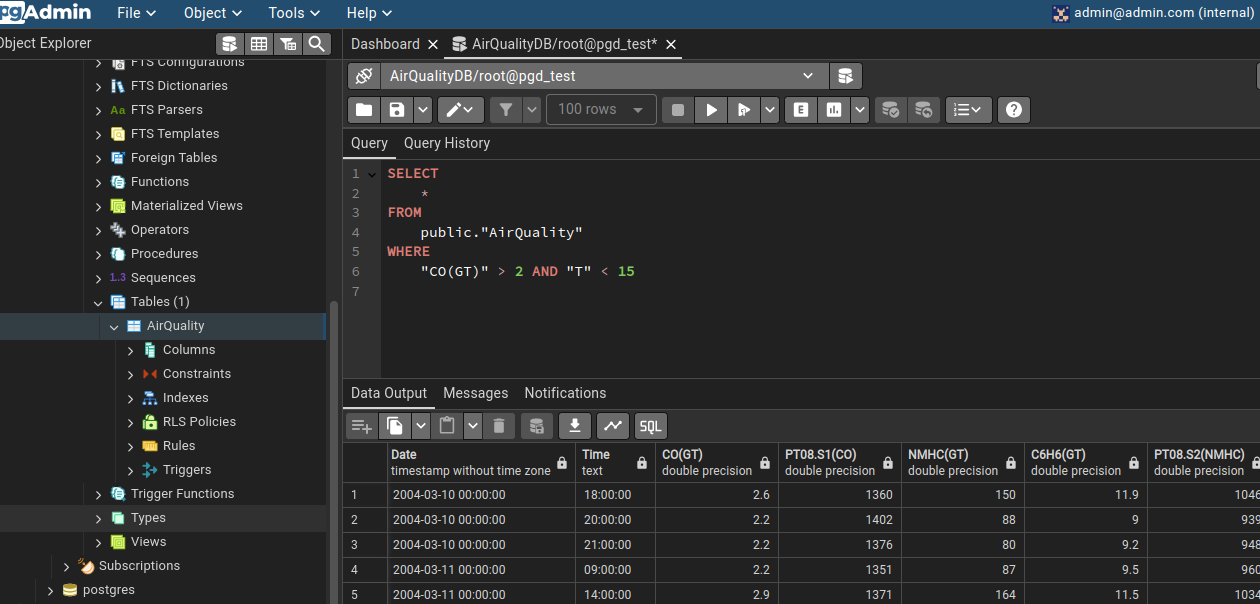 pgAdmin File Object Tools Help admin@admin.com (internal)
Object Explorer
Dashboard AirQualityDB/root@pgd_test*
AirQualityDB/root@pgd_test
100 rows E
Query Query History
1 SELECT
2 *
3 FROM
4 public."AirQuality"
5 WHERE
6 "CO(GT)" > 2 AND "T" < 15
7
FTS Configurations
FTS Dictionaries
Aa FTS Parsers
FTS Templates
Foreign Tables
Functions
Materialized Views
Operators
Procedures
1..3 Sequences
Tables (1)
AirQuality
Columns
Constraints
Indexes
RLS Policies
Rules
Triggers
Trigger Functions
Types
Views
Subscriptions
postgres
Data Output Messages Notifications
SQL
Date Time CO(GT) PT08.S1(CO) NMHC(GT) C6H6(GT) PT08.S2(NMHC)
timestamp without time zone text double precision double precision double precision double precision double precision
1 2004-03-10 00:00:00 18:00:00 2.6 1360 150 11.9 1046
2 2004-03-10 00:00:00 20:00:00 2.2 1402 88 9 939
3 2004-03-10 00:00:00 21:00:00 2.2 1376 80 9.2 948
4 2004-03-11 00:00:00 09:00:00 2.2 1351 87 9.5 960
5 2004-03-11 00:00:00 14:00:00 2.9 1371 164 11.5 1034